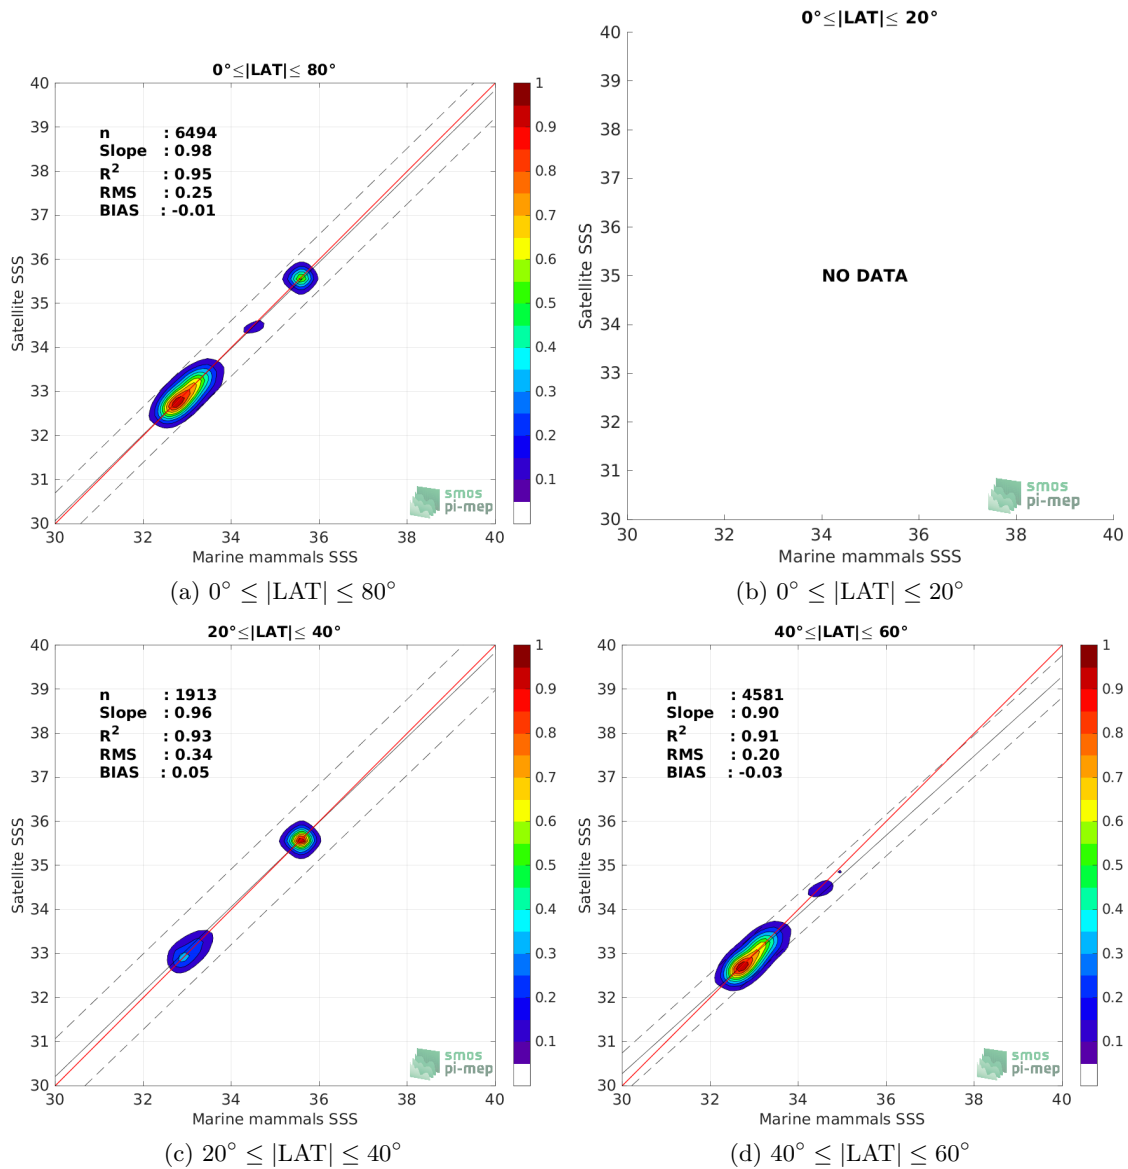 0°≤|LAT|≤ 80°
40
39
38
37
36
35
34
33
32
31
30
Satellite SSS
n : 6494
Slope : 0.98
R² : 0.95
RMS : 0.25
BIAS : -0.01
smos
pi-mep
30 32 34 36 38 40
Marine mammals SSS
1
0.9
0.8
0.7
0.6
0.5
0.4
0.3
0.2
0.1
(a) 0° ≤ |LAT| ≤ 80°
0°≤|LAT|≤ 20°
40
39
38
37
36
35
34
33
32
31
30
Satellite SSS
NO DATA
smos
pi-mep
30 32 34 36 38 40
Marine mammals SSS
(b) 0° ≤ |LAT| ≤ 20°
20°≤|LAT|≤ 40°
40
39
38
37
36
35
34
33
32
31
30
Satellite SSS
n : 1913
Slope : 0.96
R² : 0.93
RMS : 0.34
BIAS : 0.05
smos
pi-mep
30 32 34 36 38 40
Marine mammals SSS
1
0.9
0.8
0.7
0.6
0.5
0.4
0.3
0.2
0.1
(c) 20° ≤ |LAT| ≤ 40°
40°≤|LAT|≤ 60°
40
39
38
37
36
35
34
33
32
31
30
Satellite SSS
n : 4581
Slope : 0.90
R² : 0.91
RMS : 0.20
BIAS : -0.03
smos
pi-mep
30 32 34 36 38 40
Marine mammals SSS
1
0.9
0.8
0.7
0.6
0.5
0.4
0.3
0.2
0.1
(d) 40° ≤ |LAT| ≤ 60°